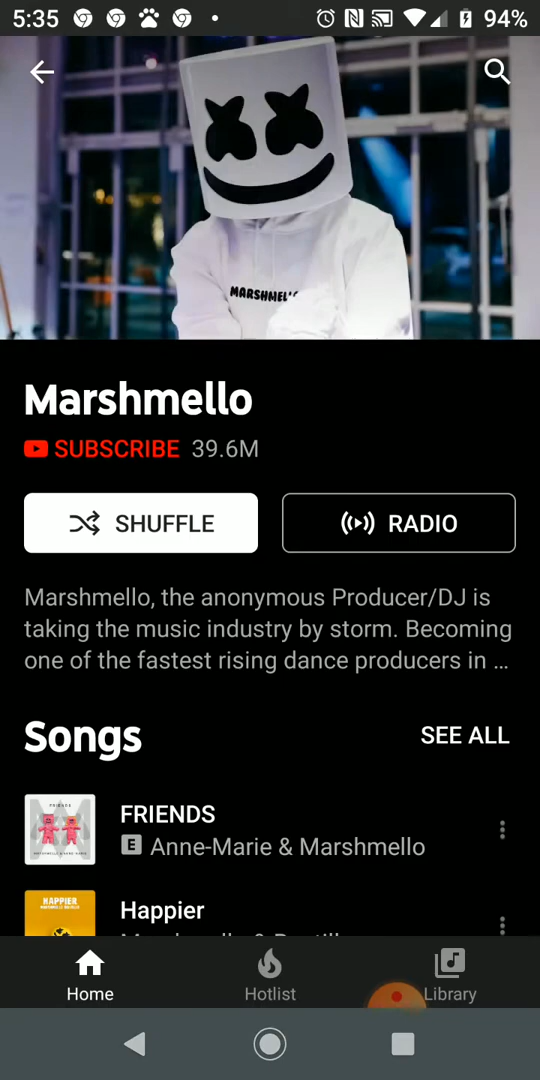 5:35
94%
MARSHMELLO
Marshmello
SUBSCRIBE 39.6M
SHUFFLE
RADIO
Marshmello, the anonymous Producer/DJ is
taking the music industry by storm. Becoming
one of the fastest rising dance producers in ...
Songs
SEE ALL
FRIENDS
FRIENDS
E Anne-Marie & Marshmello
HAPPIER
Happier
Home
Hotlist
Library